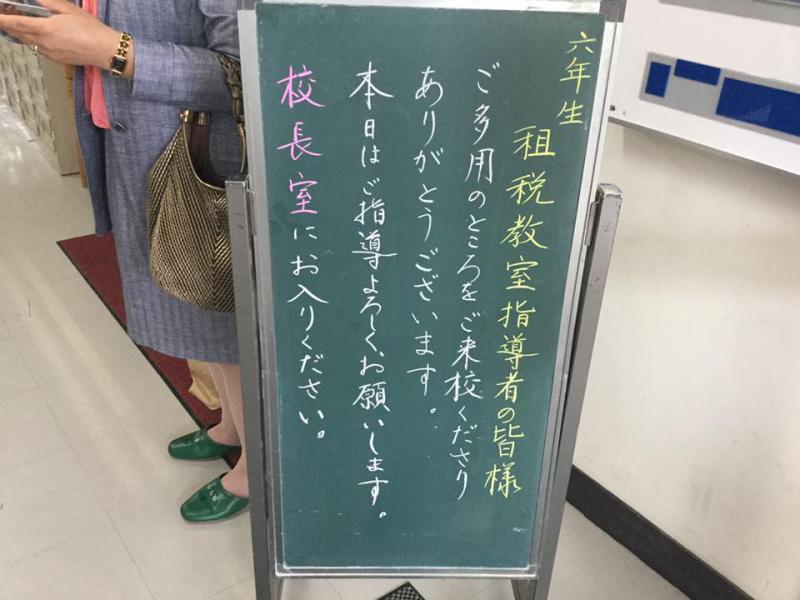 六年生
租税教室指導者の皆様
ご多用のところをご来校くださり
ありがとうございます。
本日はご指導よろしくお願いします。
校長室にお入りください。